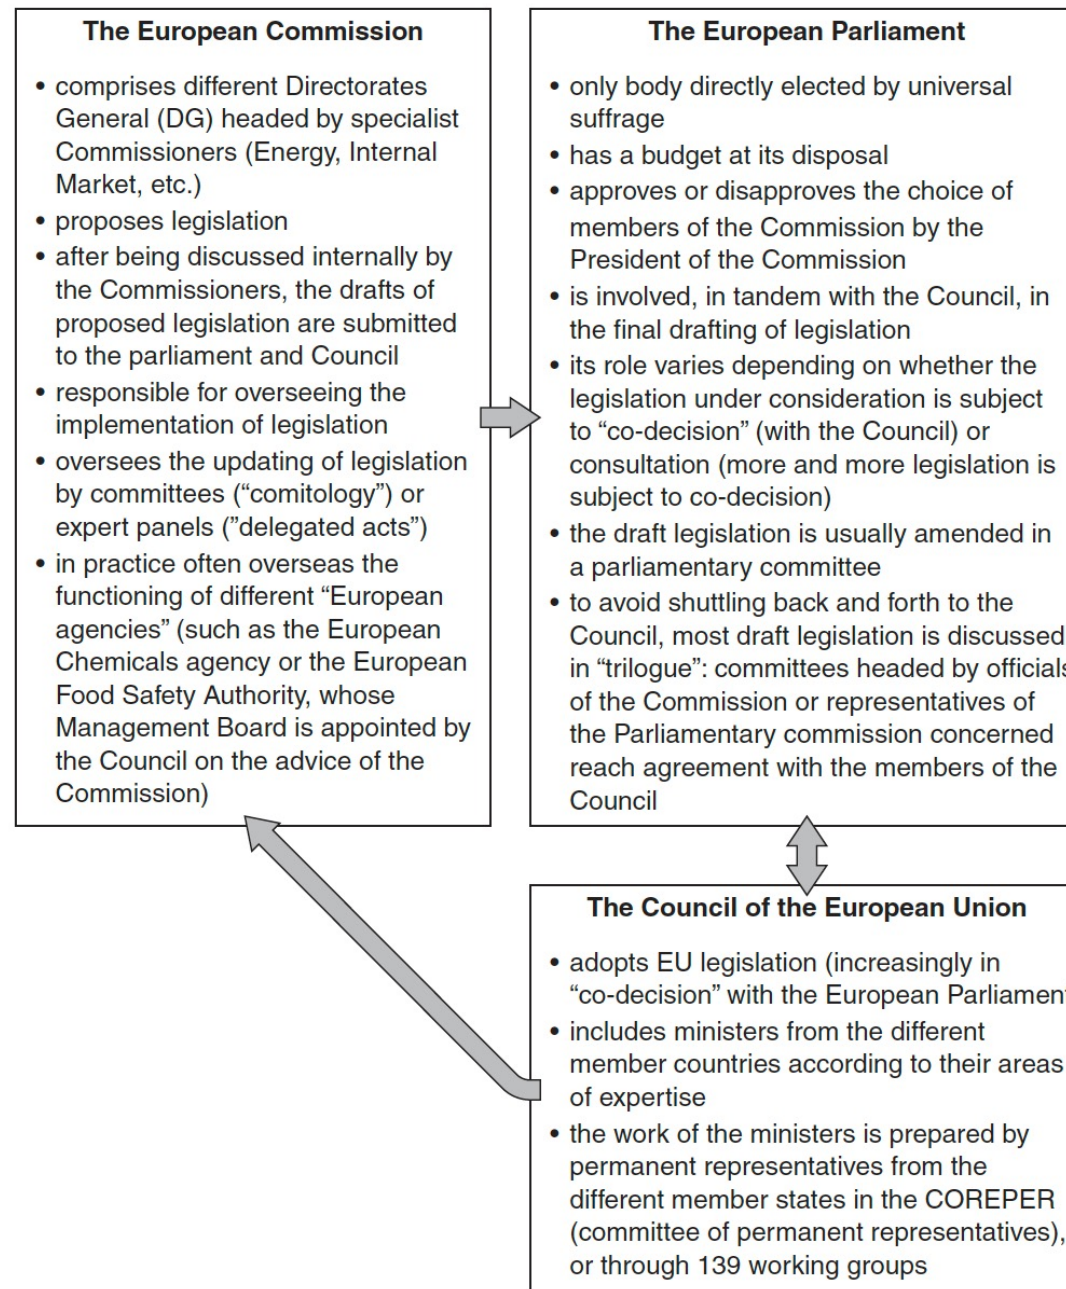 The European Commission
• comprises different Directorates
General (DG) headed by specialist
Commissioners (Energy, Internal
Market, etc.)
• proposes legislation
• after being discussed internally by
the Commissioners, the drafts of
proposed legislation are submitted
to the parliament and Council
• responsible for overseeing the
implementation of legislation
• oversees the updating of legislation
by committees (“comitology”) or
expert panels (”delegated acts”)
• in practice often overseas the
functioning of different “European
agencies” (such as the European
Chemicals agency or the European
Food Safety Authority, whose
Management Board is appointed by
the Council on the advice of the
Commission)
The European Parliament
• only body directly elected by universal
suffrage
• has a budget at its disposal
• approves or disapproves the choice of
members of the Commission by the
President of the Commission
• is involved, in tandem with the Council, in
the final drafting of legislation
• its role varies depending on whether the
legislation under consideration is subject
to “co-decision” (with the Council) or
consultation (more and more legislation is
subject to co-decision)
• the draft legislation is usually amended in
a parliamentary committee
• to avoid shuttling back and forth to the
Council, most draft legislation is discussed
in “trilogue”: committees headed by officials
of the Commission or representatives of
the Parliamentary commission concerned
reach agreement with the members of the
Council
The Council of the European Union
• adopts EU legislation (increasingly in
“co-decision” with the European Parliament
• includes ministers from the different
member countries according to their areas
of expertise
• the work of the ministers is prepared by
permanent representatives from the
different member states in the COREPER
(committee of permanent representatives),
or through 139 working groups